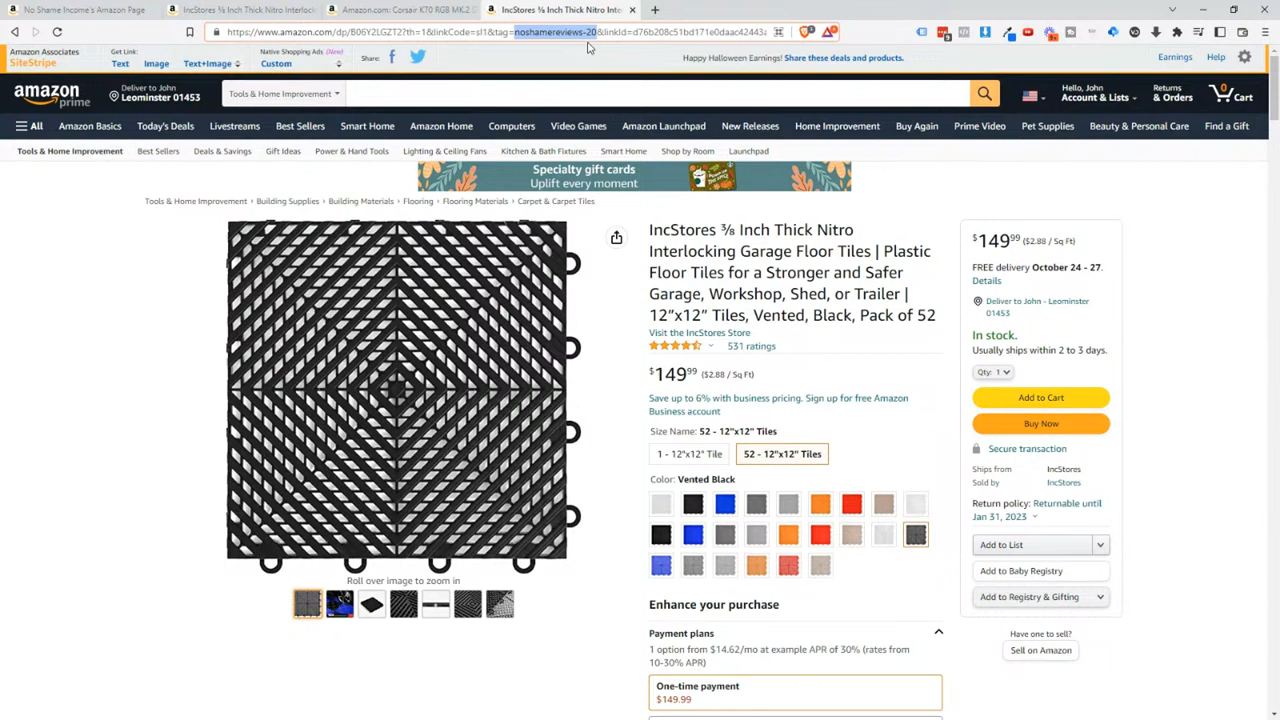 No Shame Income's Amazon Page
IncStores ⅜ Inch Thick Nitro Interlock
Amazon.com: Corsair K70 RGB MK.2
IncStores ⅜ Inch Thick Nitro Inter
https://www.amazon.com/dp/B06Y2LGZT2?th=1&linkCode=sl1&tag=noshamereviews-20&linkId=d76b208c51bd171e0daac42443a
Amazon Associates
SiteStripe
Get Link:
Text Image Text+Image
Native Shopping Ads (New)
Custom
Share:
Happy Halloween Earnings! Share these deals and products.
Earnings Help
amazon prime
Deliver to John
Leominster 01453
Tools & Home Improvement
Hello, John
Account & Lists
Returns
& Orders
0
Cart
All Amazon Basics Today's Deals Livestreams Best Sellers Smart Home Amazon Home Computers Video Games Amazon Launchpad New Releases Home Improvement Buy Again Prime Video Pet Supplies Beauty & Personal Care Find a Gift
Tools & Home Improvement Best Sellers Deals & Savings Gift Ideas Power & Hand Tools Lighting & Ceiling Fans Kitchen & Bath Fixtures Smart Home Shop by Room Launchpad
Specialty gift cards
Uplift every moment
Tools & Home Improvement › Building Supplies › Building Materials › Flooring › Flooring Materials › Carpet & Carpet Tiles
Roll over image to zoom in
IncStores ⅜ Inch Thick Nitro
Interlocking Garage Floor Tiles | Plastic
Floor Tiles for a Stronger and Safer
Garage, Workshop, Shed, or Trailer |
12"x12" Tiles, Vented, Black, Pack of 52
Visit the IncStores Store
531 ratings
$149.99 ($2.88 / Sq Ft)
Save up to 6% with business pricing. Sign up for free Amazon
Business account
Size Name: 52 - 12"x12" Tiles
1 - 12"x12" Tile
52 - 12"x12" Tiles
Color: Vented Black
Enhance your purchase
Payment plans
1 option from $14.62/mo at example APR of 30% (rates from
10-30% APR)
One-time payment
$149.99
$149.99 ($2.88 / Sq Ft)
FREE delivery October 24 - 27.
Details
Deliver to John - Leominster
01453
In stock.
Usually ships within 2 to 3 days.
Qty: 1
Add to Cart
Buy Now
Secure transaction
Ships from IncStores
Sold by IncStores
Return policy: Returnable until
Jan 31, 2023
Add to List
Add to Baby Registry
Add to Registry & Gifting
Have one to sell?
Sell on Amazon